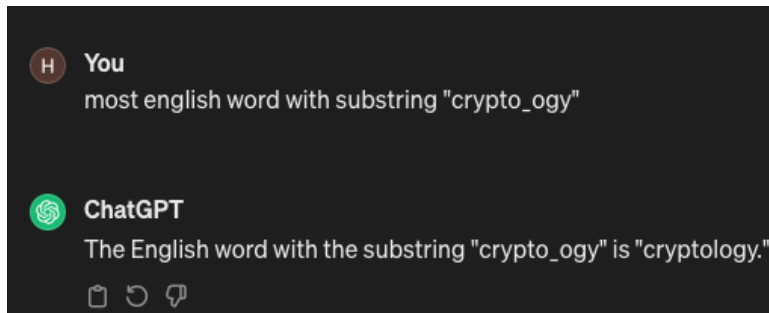 H You
most english word with substring "crypto_ogy"
ChatGPT
The English word with the substring "crypto_ogy" is "cryptology."